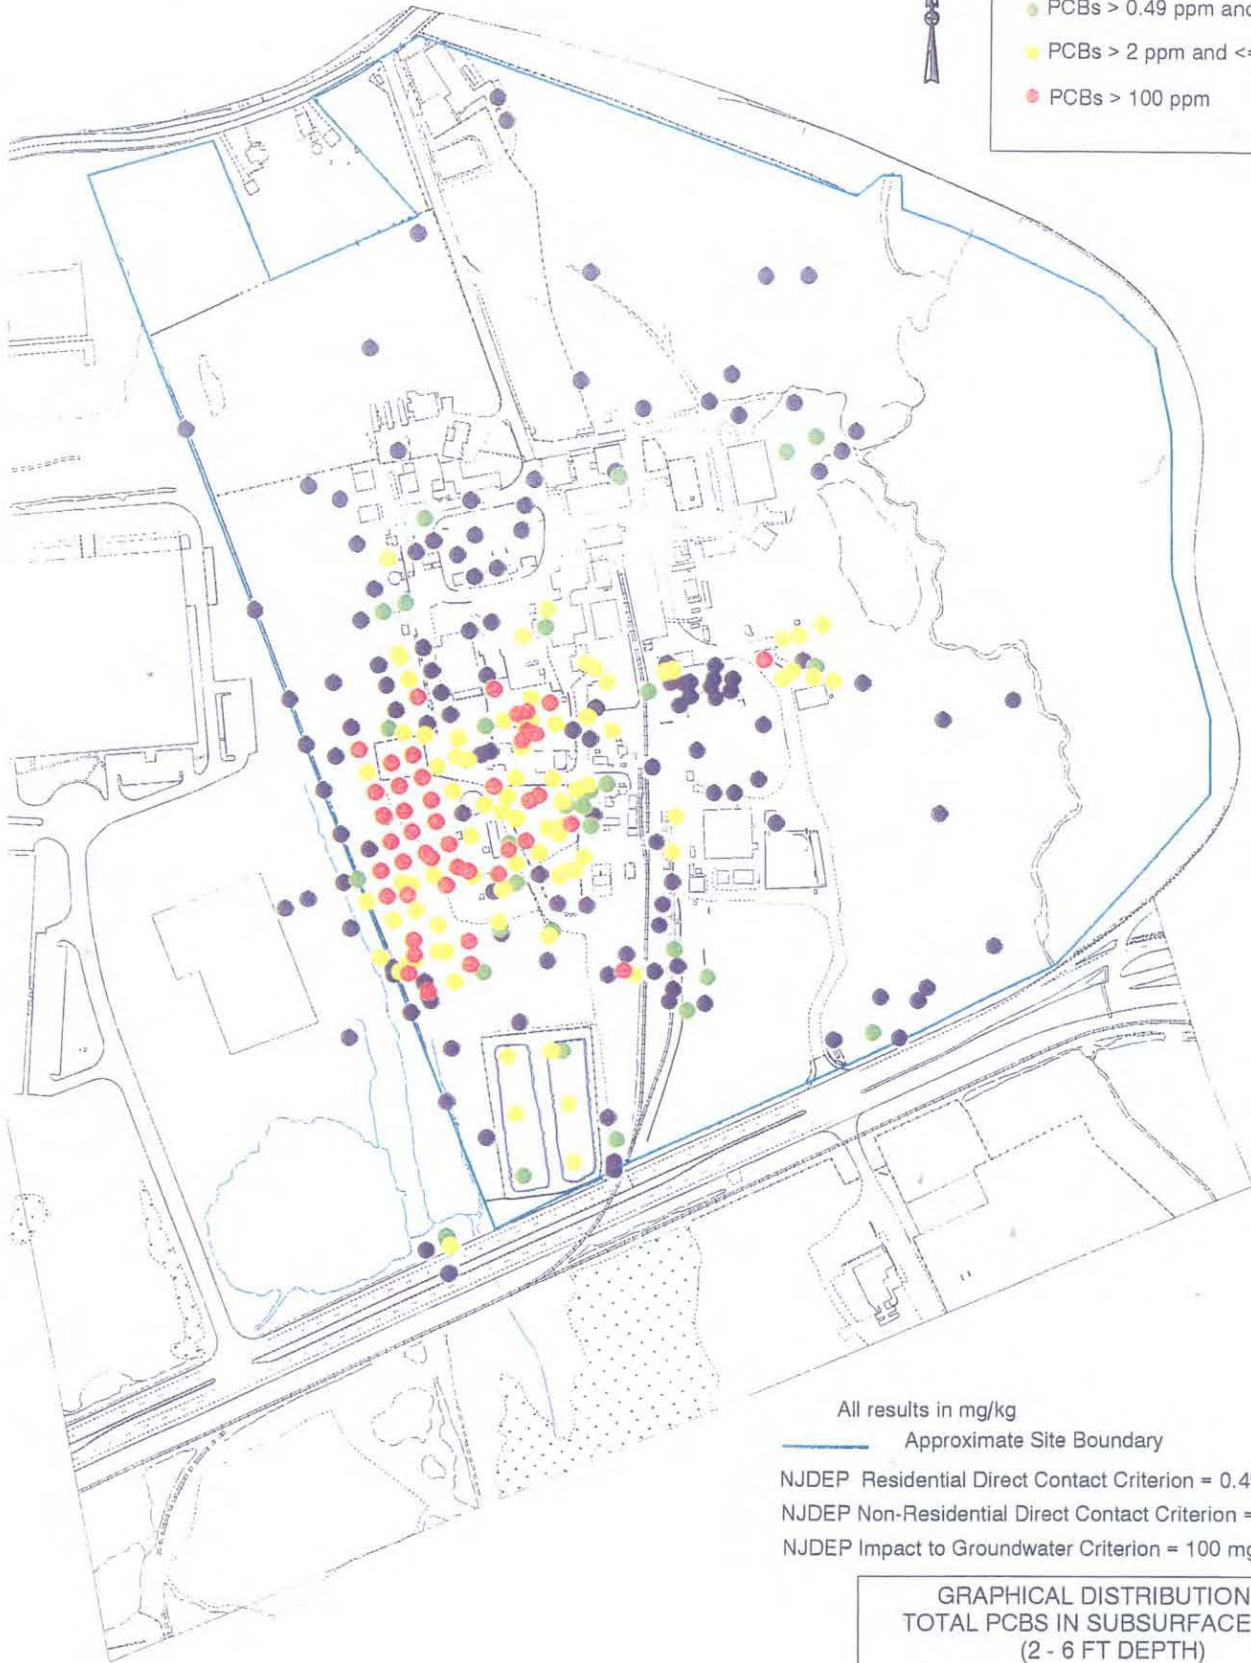 PCBs > 0.49 ppm and
PCBs > 2 ppm and <=
PCBs > 100 ppm
All results in mg/kg
Approximate Site Boundary
NJDEP Residential Direct Contact Criterion = 0.4
NJDEP Non-Residential Direct Contact Criterion =
NJDEP Impact to Groundwater Criterion = 100 mg
GRAPHICAL DISTRIBUTION
TOTAL PCBS IN SUBSURFACE
(2 - 6 FT DEPTH)